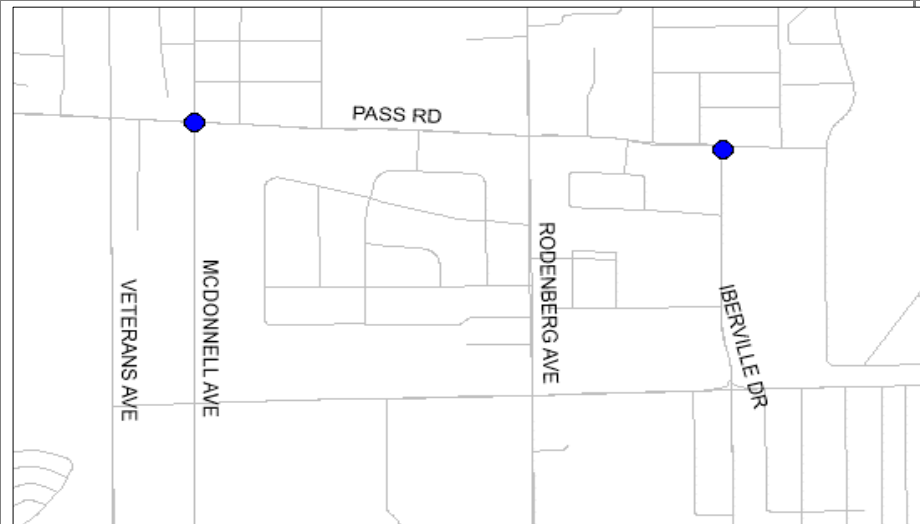 PASS RD
VETERANS AVE
MCDONNELL AVE
RODENBERG AVE
IBERVILLE DR